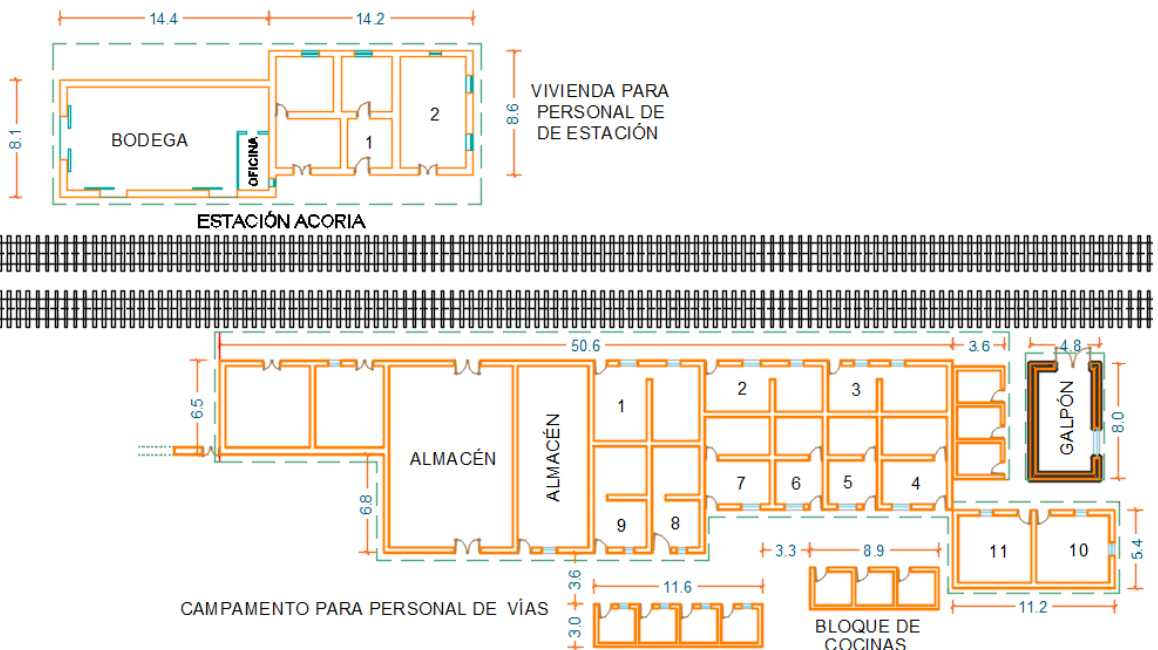 14.4
14.2
8.1
BODEGA
OFICINA
1
2
8.6
VIVIENDA PARA
PERSONAL DE
DE ESTACIÓN
ESTACIÓN ACORIA
50.6
3.6
4.8
6.5
6.8
ALMACÉN
ALMACÉN
1
2
3
GALPÓN
8.0
7
6
5
4
9
8
11
10
5.4
11.2
3.3
8.9
3.6
11.6
3.0
CAMPAMENTO PARA PERSONAL DE VÍAS
BLOQUE DE
COCINAS